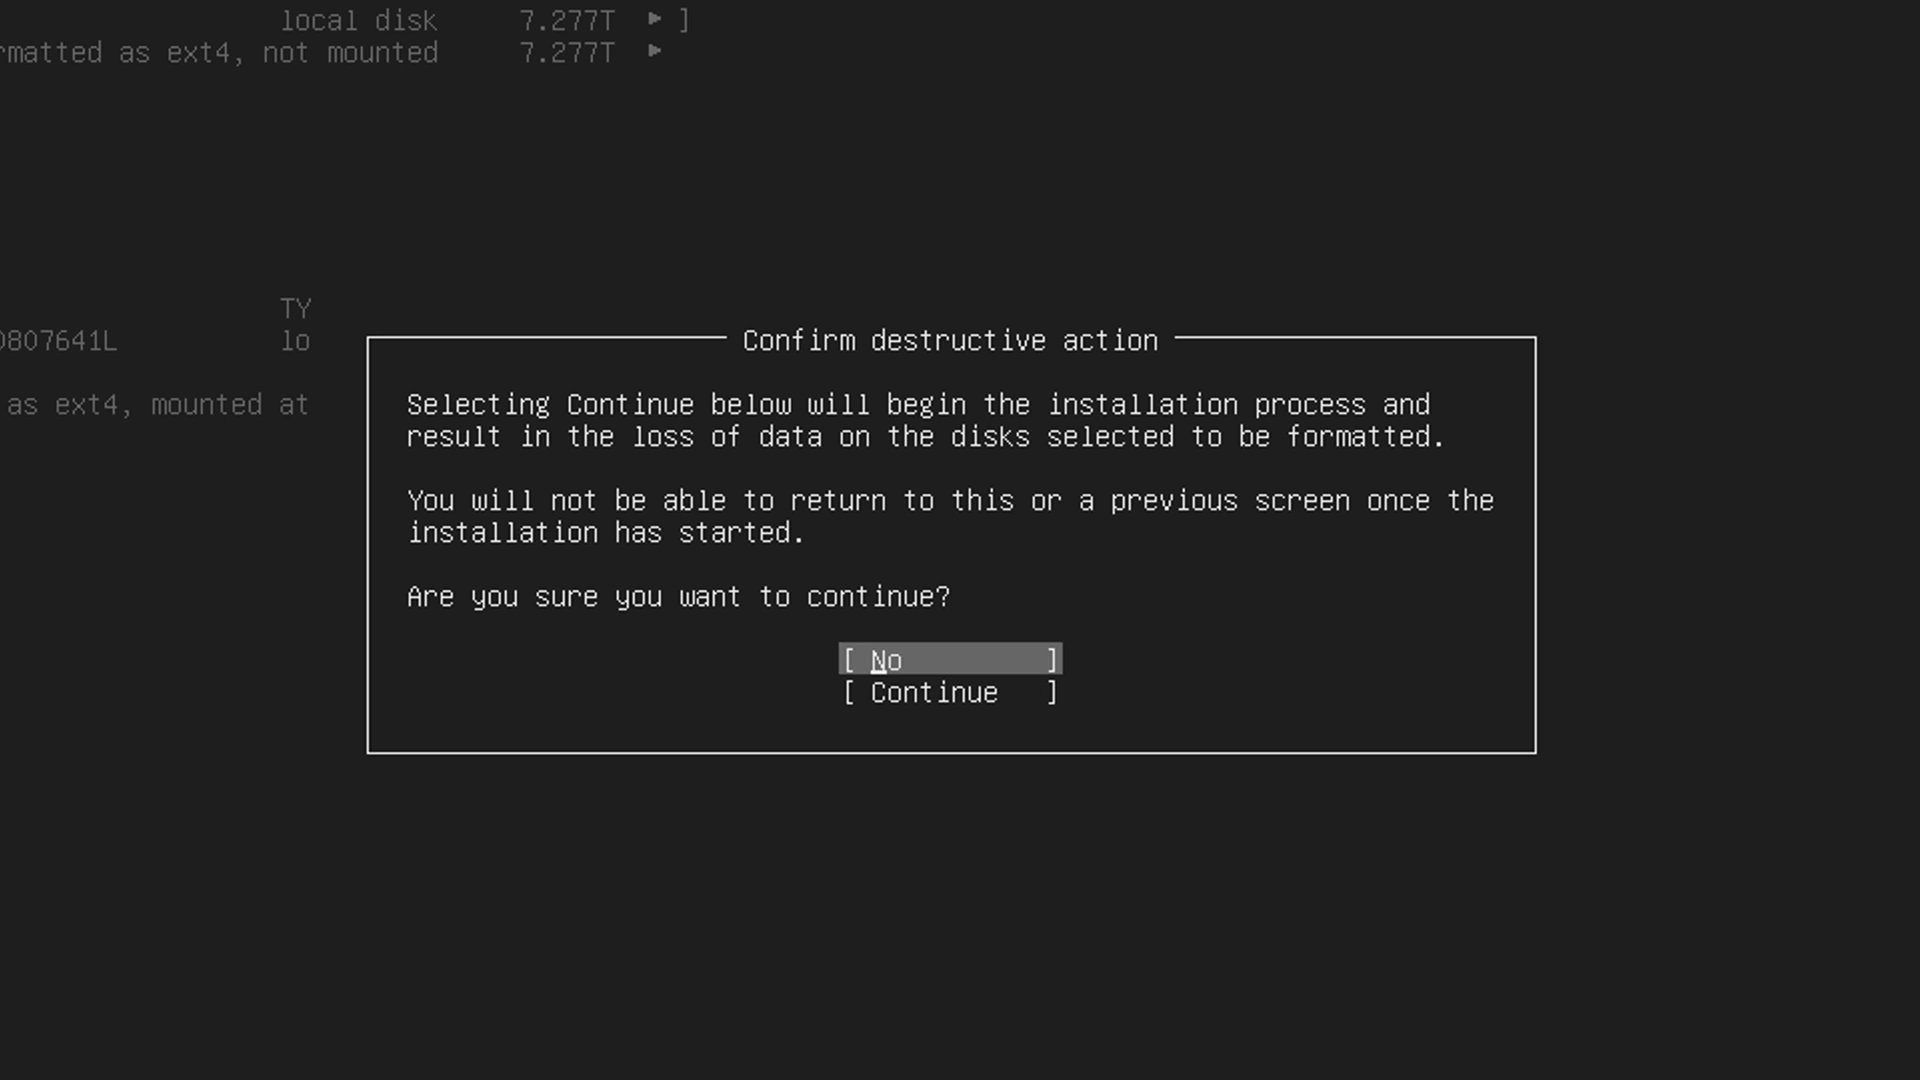 local disk 7.277T ▸ ]
rmatted as ext4, not mounted 7.277T ▸
TY
0807641L lo
as ext4, mounted at
Confirm destructive action
Selecting Continue below will begin the installation process and
result in the loss of data on the disks selected to be formatted.
You will not be able to return to this or a previous screen once the
installation has started.
Are you sure you want to continue?
[ No ]
[ Continue ]